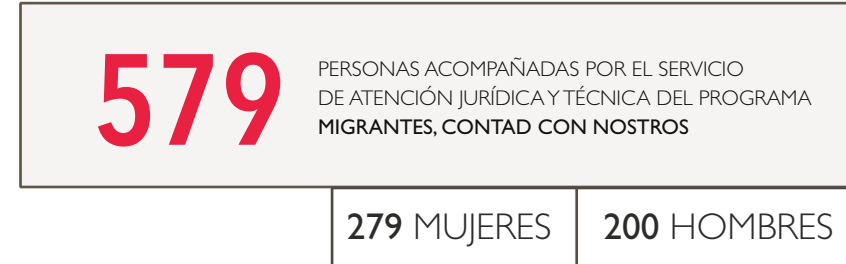 579
PERSONAS ACOMPAÑADAS POR EL SERVICIO
DE ATENCIÓN JURÍDICA Y TÉCNICA DEL PROGRAMA
MIGRANTES, CONTAD CON NOSTROS
279 MUJERES
200 HOMBRES